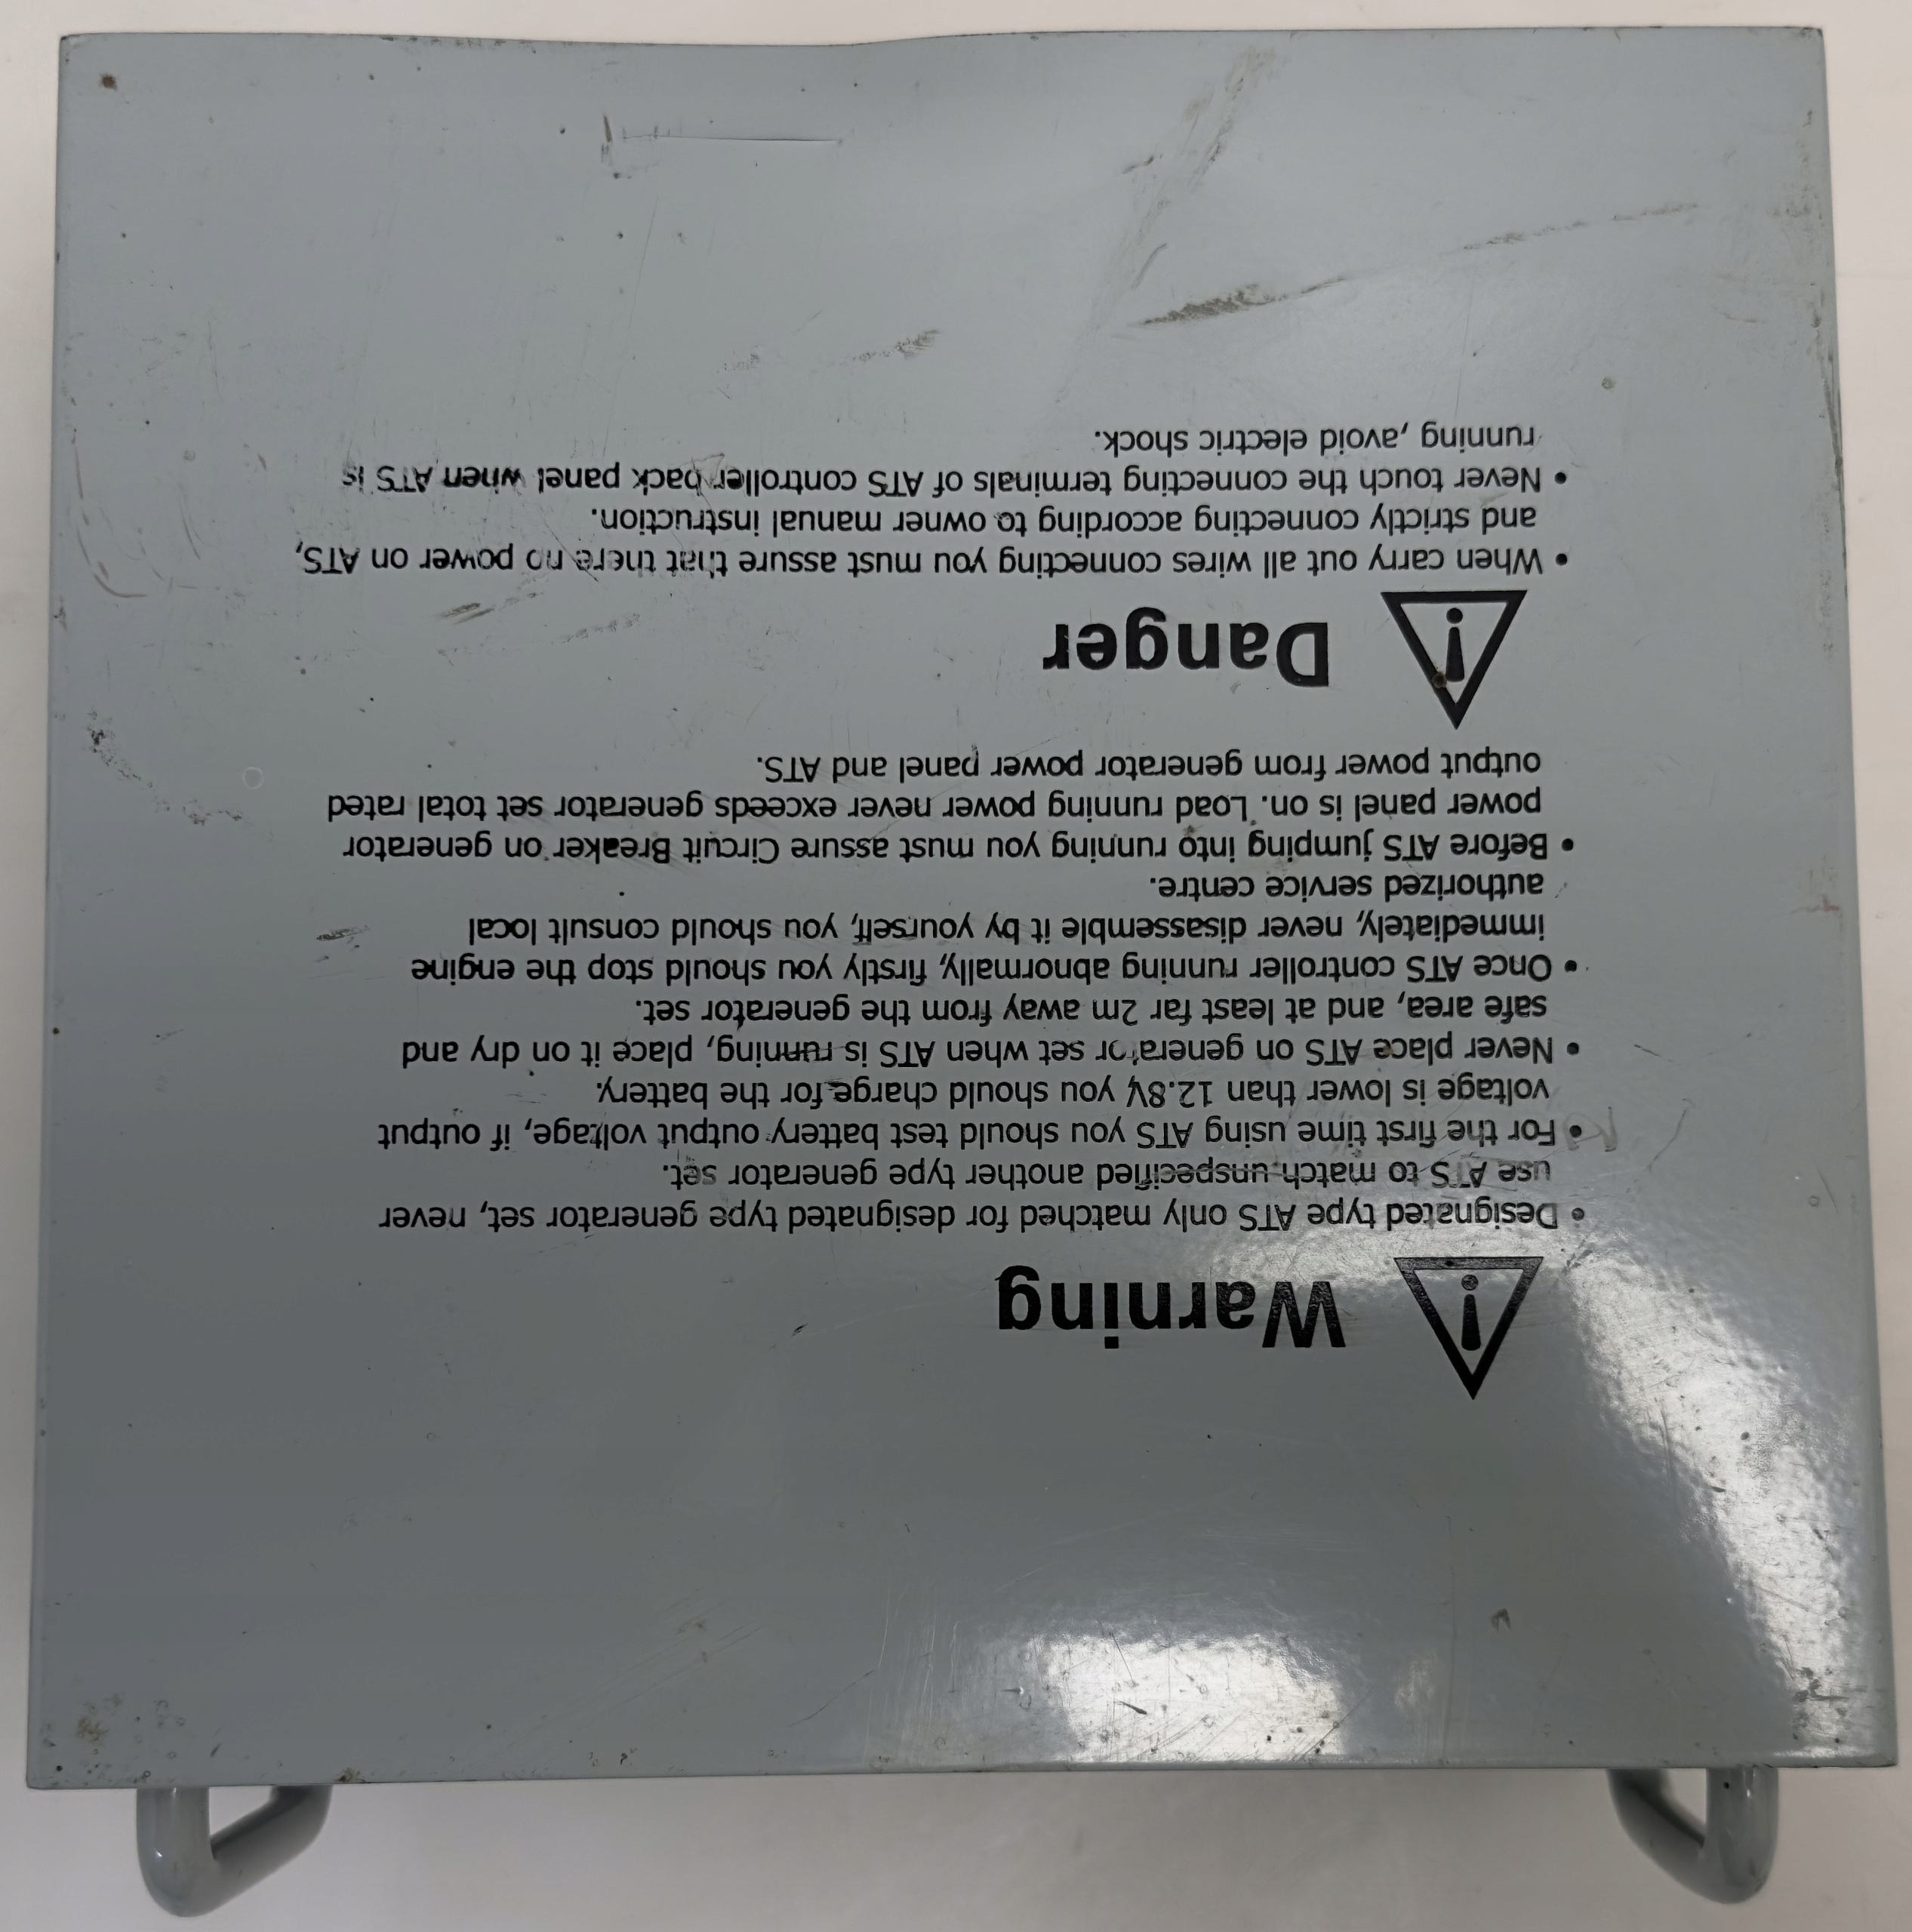 Warning
• Designated type ATS only matched for designated type generator set, never
use ATS to match unspecified another type generator set.
• For the first time using ATS you should test battery output voltage, if output
voltage is lower than 12.8V you should charge for the battery.
• Never place ATS on generator set when ATS is running, place it on dry and
safe area, and at least far 2m away from the generator set.
• Once ATS controller running abnormally, firstly you should stop the engine
immediately, never disassemble it by yourself, you should consult local
authorized service centre.
• Before ATS jumping into running you must assure Circuit Breaker on generator
power panel is on. Load running power never exceeds generator set total rated
output power from generator power panel and ATS.
Danger
• When carry out all wires connecting you must assure that there no power on ATS,
and strictly connecting according to owner manual instruction.
• Never touch the connecting terminals of ATS controller back panel when ATS is
running, avoid electric shock.